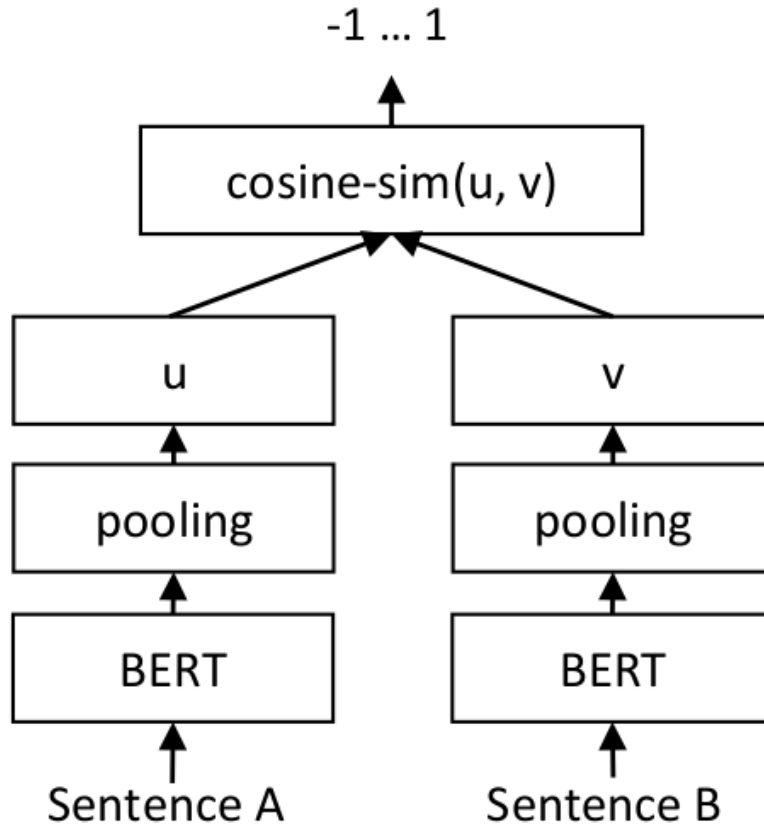 -1 ... 1
cosine-sim(u, v)
u
v
pooling
pooling
BERT
BERT
Sentence A
Sentence B